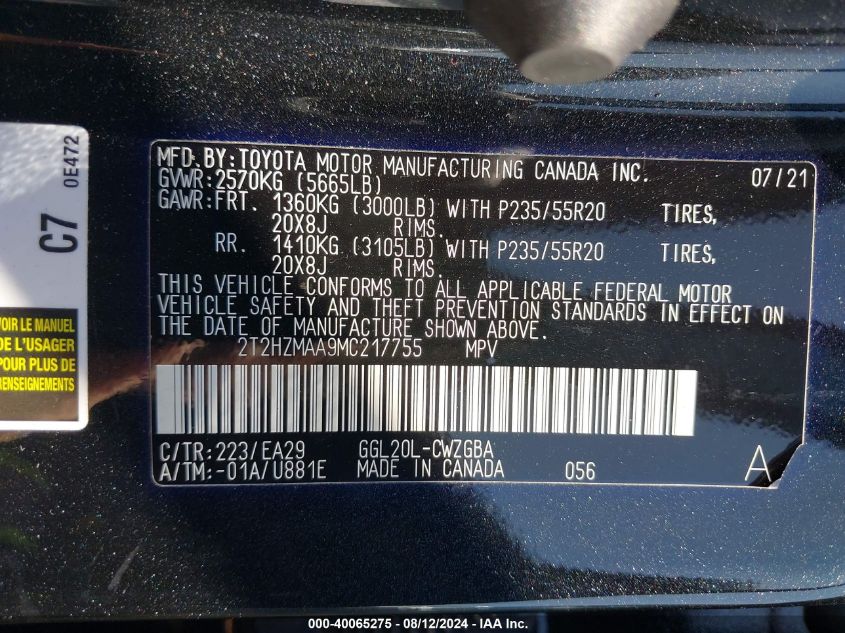 C7
0E472
VOIR LE MANUEL
DE L'USAGER
POUR PLUS DE
RENSEIGNEMENTS
MFD.BY:TOYOTA MOTOR MANUFACTURING CANADA INC. 07/21
GVWR:2570KG (5665LB)
GAWR:FRT. 1360KG (3000LB) WITH P235/55R20 TIRES,
20X8J RIMS.
RR. 1410KG (3105LB) WITH P235/55R20 TIRES,
20X8J RIMS.
THIS VEHICLE CONFORMS TO ALL APPLICABLE FEDERAL MOTOR
VEHICLE SAFETY AND THEFT PREVENTION STANDARDS IN EFFECT ON
THE DATE OF MANUFACTURE SHOWN ABOVE.
2T2HZMAA9MC217755 MPV
C/TR:223/EA29 GGL20L-CWZGBA
A/TM:-01A/U881E MADE IN CANADA 056 A
000-40065275 - 08/12/2024 - IAA Inc.